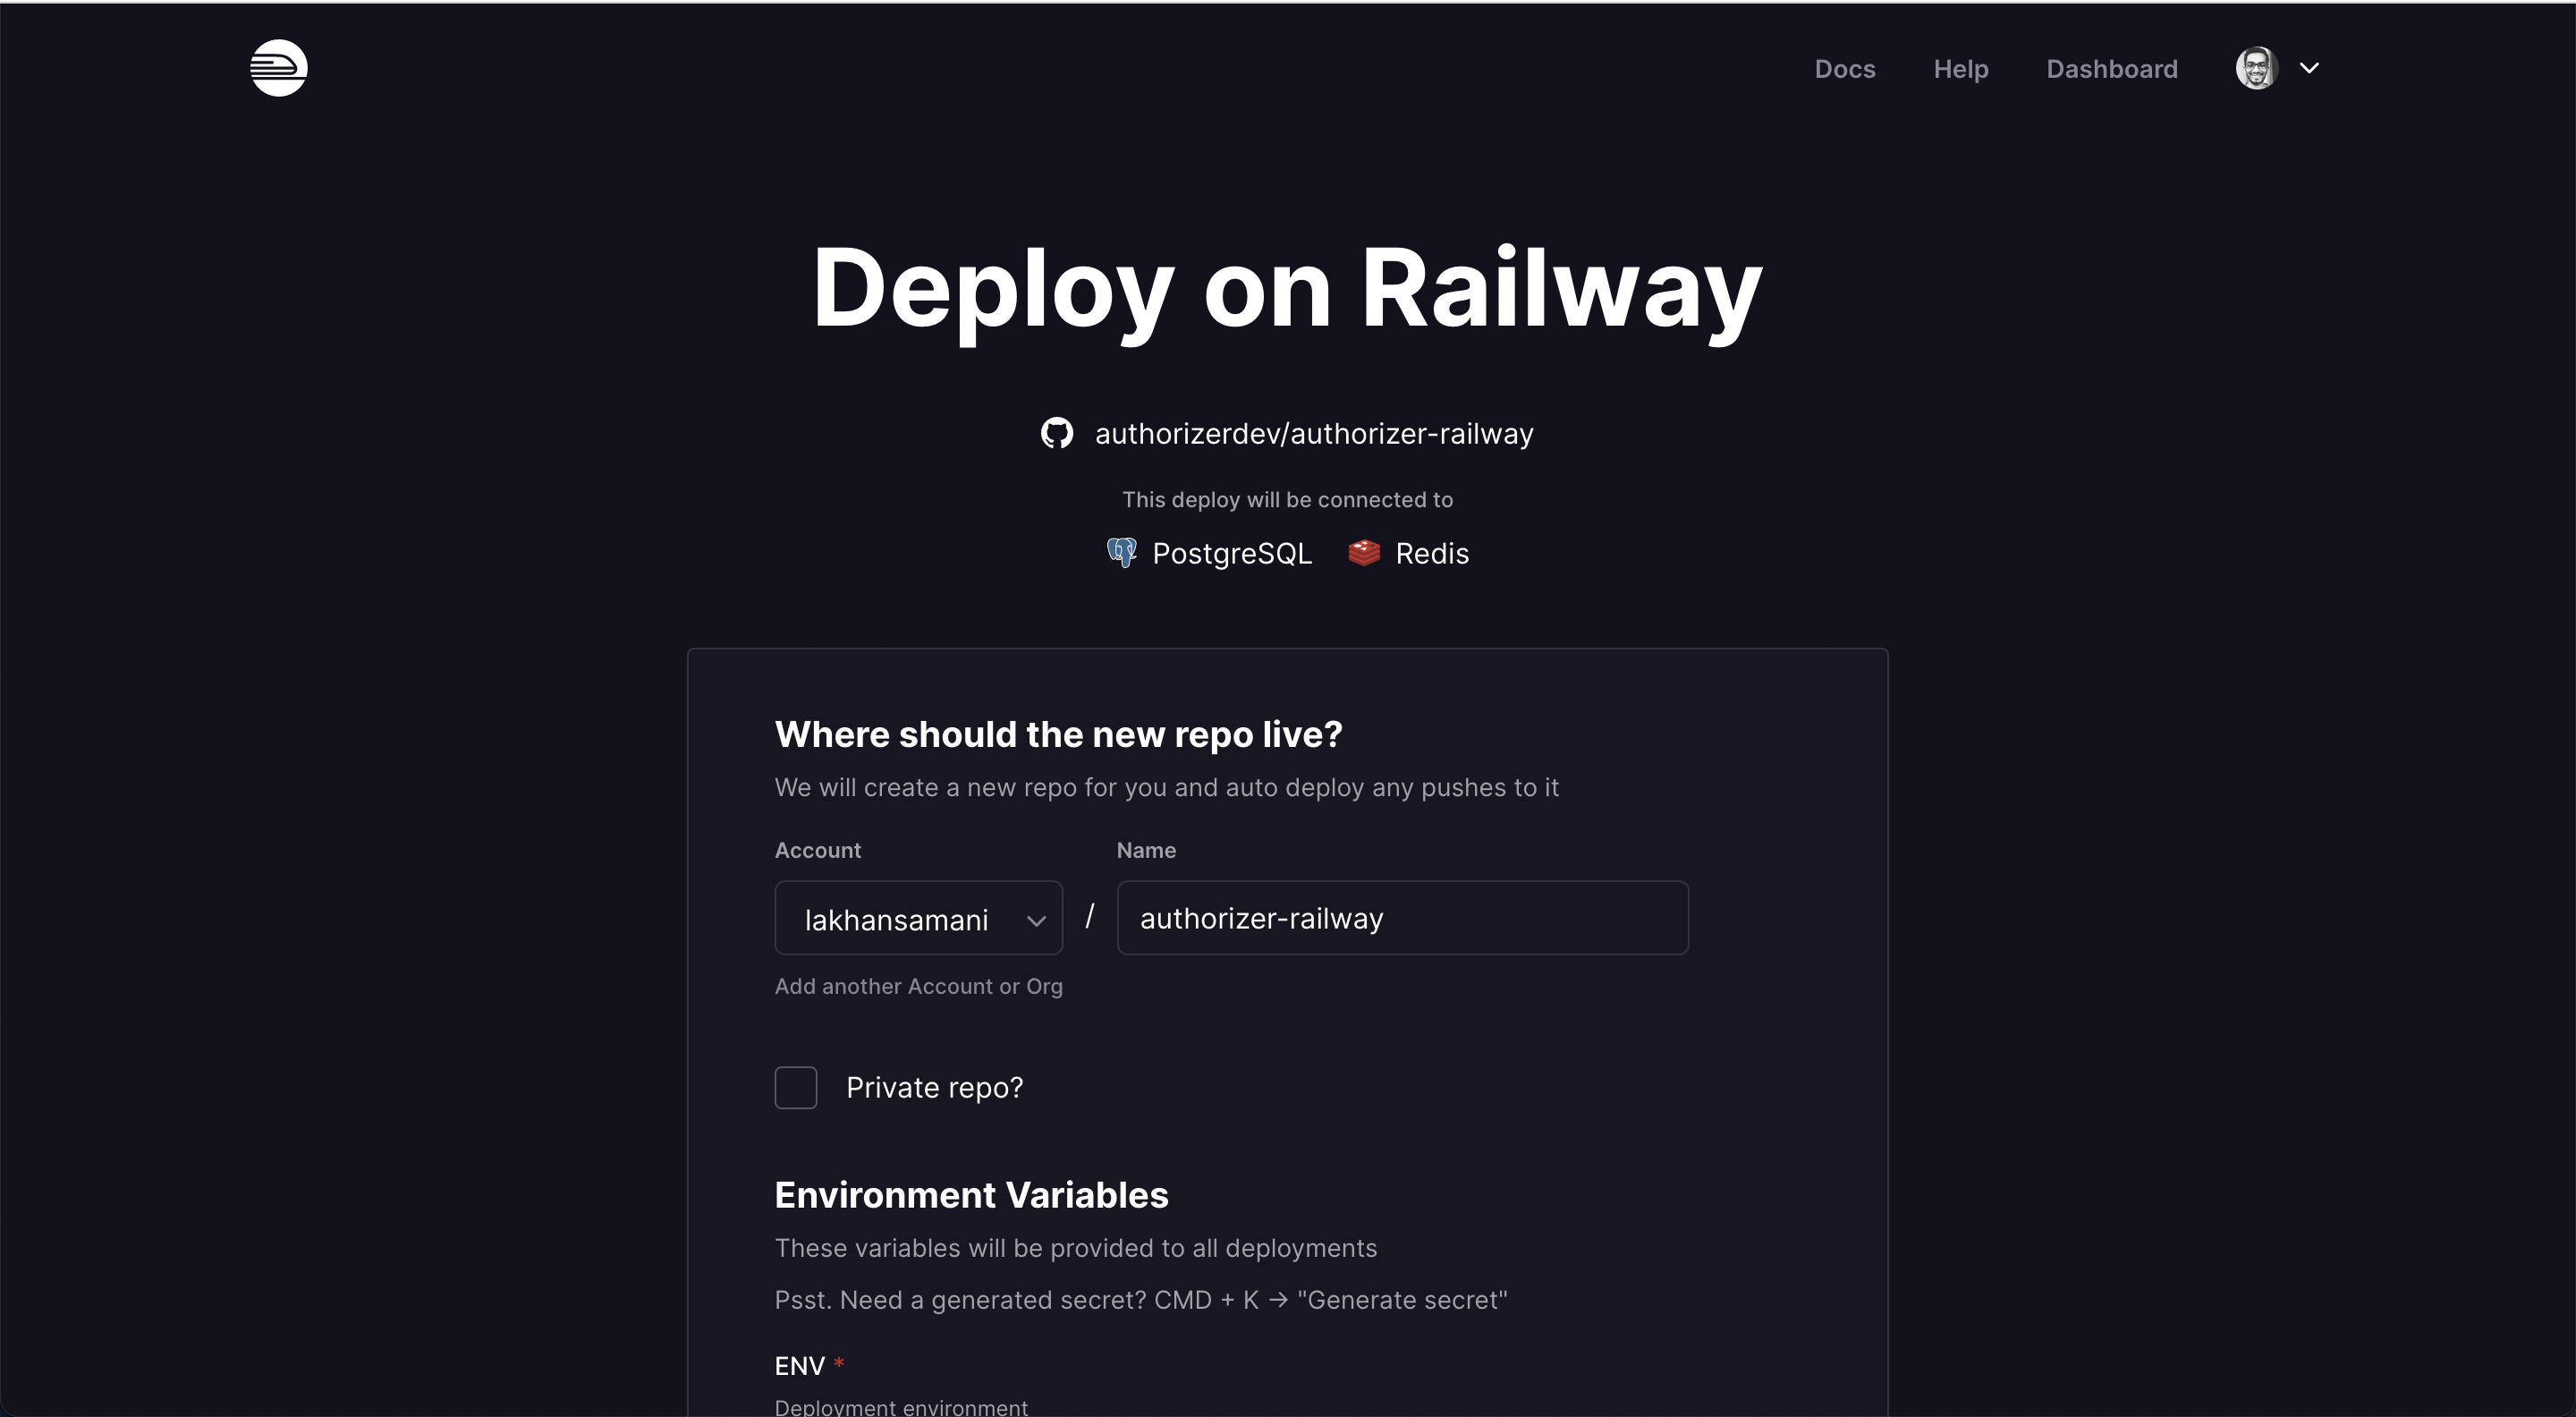 Docs Help Dashboard
Deploy on Railway
authorizerdev/authorizer-railway
This deploy will be connected to
PostgreSQL Redis
Where should the new repo live?
We will create a new repo for you and auto deploy any pushes to it
Account Name
lakhansamani / authorizer-railway
Add another Account or Org
Private repo?
Environment Variables
These variables will be provided to all deployments
Psst. Need a generated secret? CMD + K → "Generate secret"
ENV *
Deployment environment